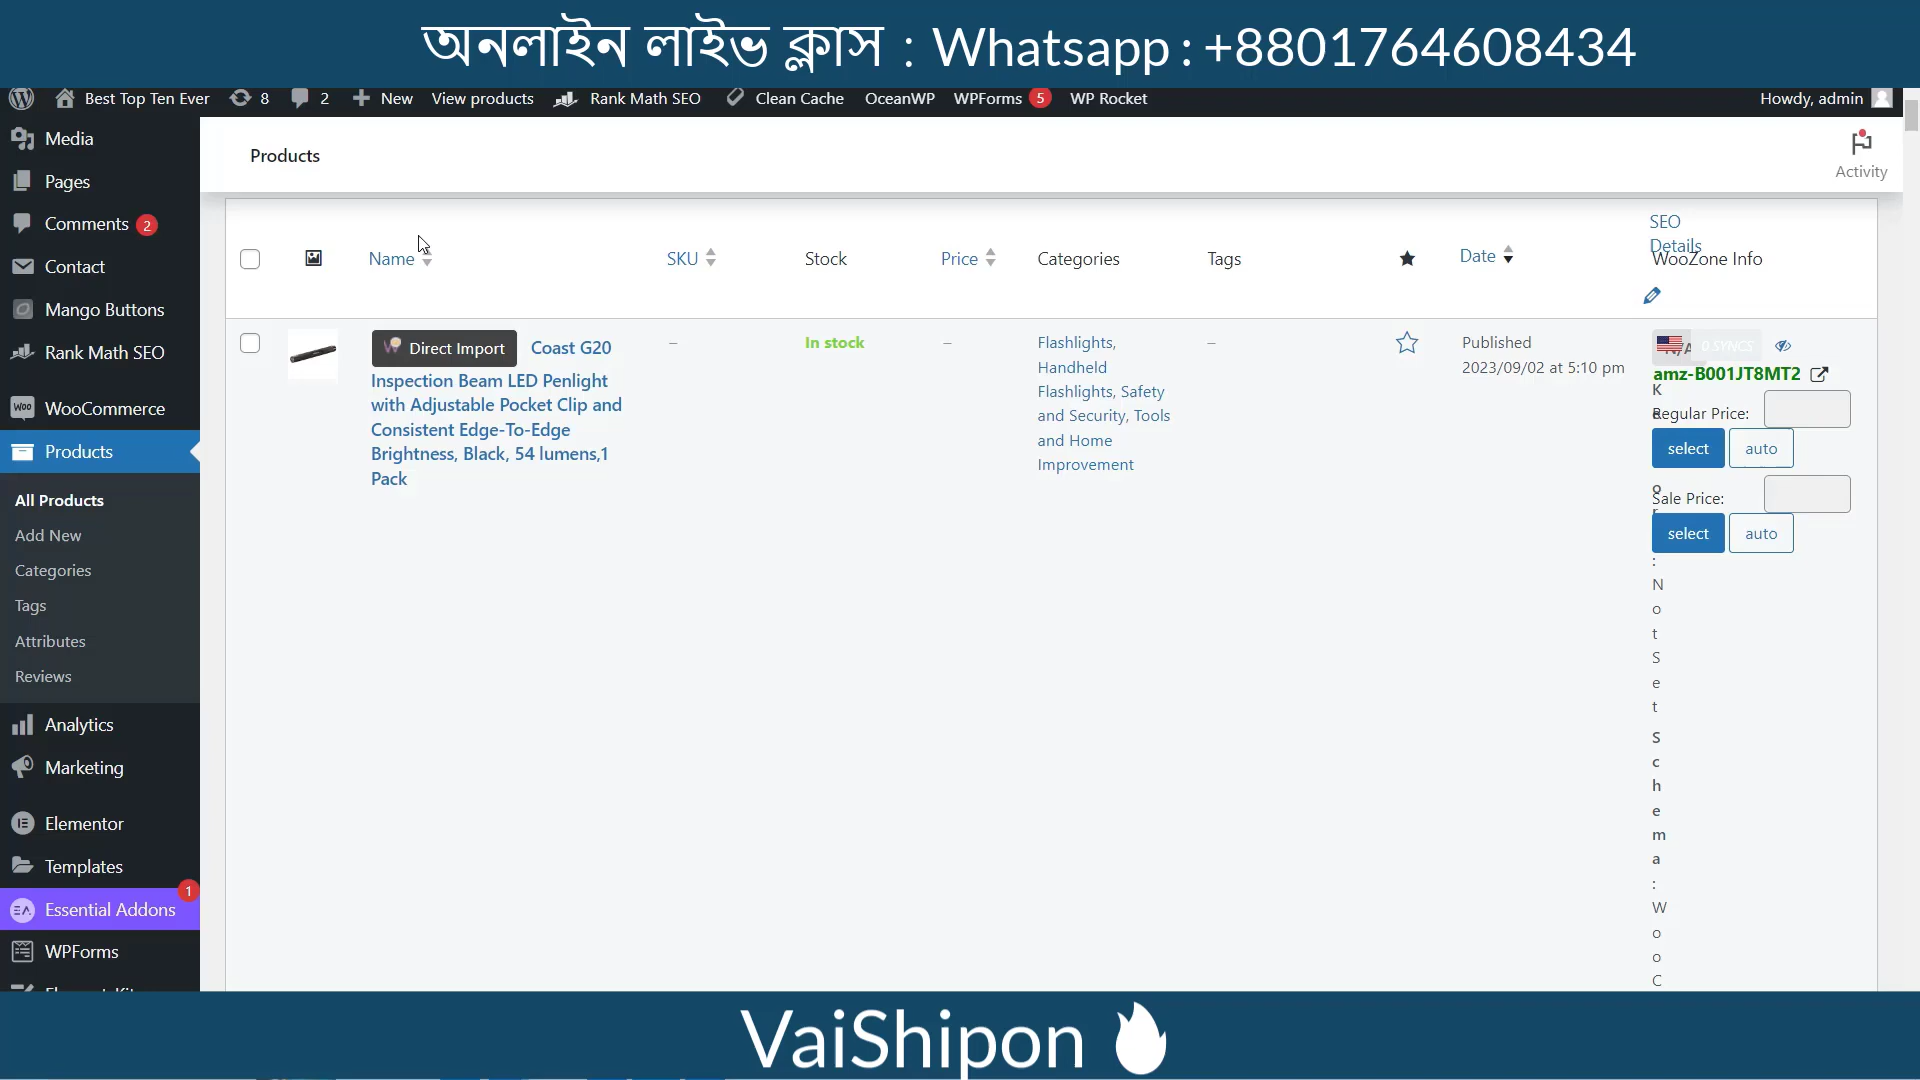 অনলাইন লাইভ ক্লাস : Whatsapp : +8801764608434
Best Top Ten Ever 8 2 New View products Rank Math SEO Clean Cache OceanWP WPForms 5 WP Rocket Howdy, admin
Media
Pages
Comments 2
Contact
Mango Buttons
Rank Math SEO
WooCommerce
Products
All Products
Add New
Categories
Tags
Attributes
Reviews
Analytics
Marketing
Elementor
Templates
1
Essential Addons
WPForms
Products
Activity
Name SKU Stock Price Categories Tags Date
SEO
Details
WooZone Info
Direct Import Coast G20
Inspection Beam LED Penlight
with Adjustable Pocket Clip and
Consistent Edge-To-Edge
Brightness, Black, 54 lumens,1
Pack
–
In stock
–
Flashlights,
Handheld
Flashlights, Safety
and Security, Tools
and Home
Improvement
–
Published
2023/09/02 at 5:10 pm
0 SYNCS
amz-B001JT8MT2
Regular Price:
select auto
Sale Price:
select auto
:
N
o
t
S
e
t
S
c
h
e
m
a
:
W
o
o
C
VaiShipon